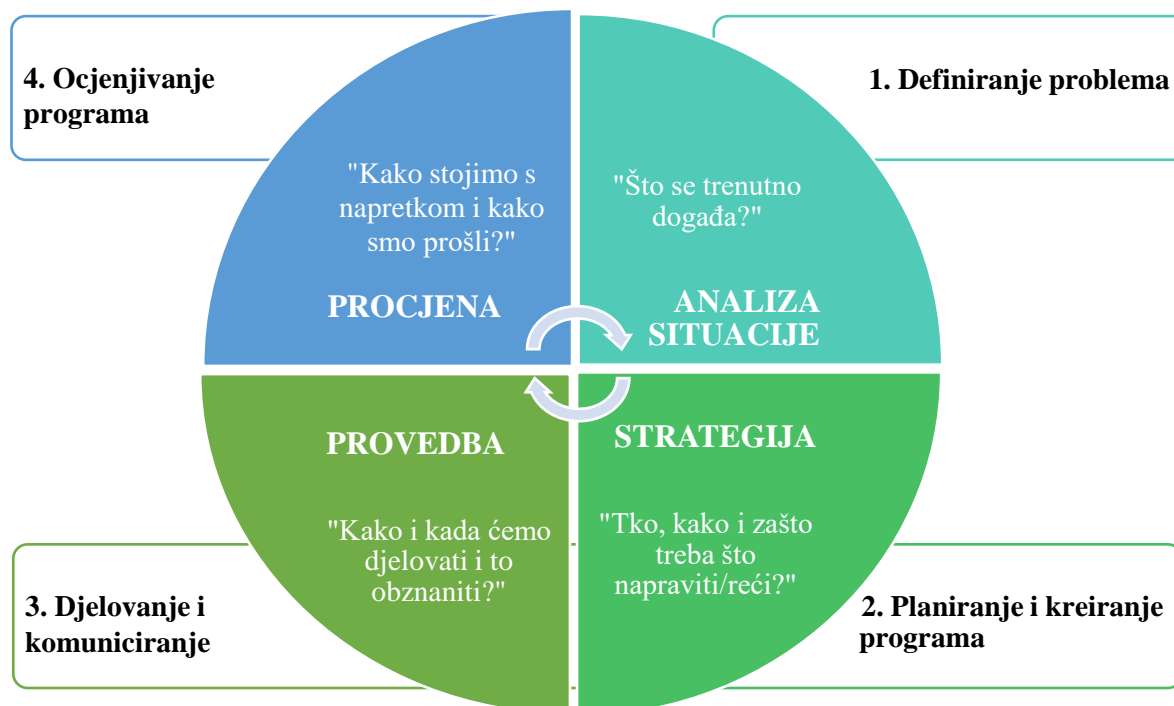 4. Ocjenjivanje
programa
1. Definiranje problema
"Kako stojimo s
napretkom i kako
smo prošli?"
PROCJENA
"Što se trenutno
događa?"
ANALIZA
SITUACIJE
PROVEDBA
"Kako i kada ćemo
djelovati i to
obznaniti?"
STRATEGIJA
"Tko, kako i zašto
treba što
napraviti/reći?"
3. Djelovanje i
komuniciranje
2. Planiranje i kreiranje
programa